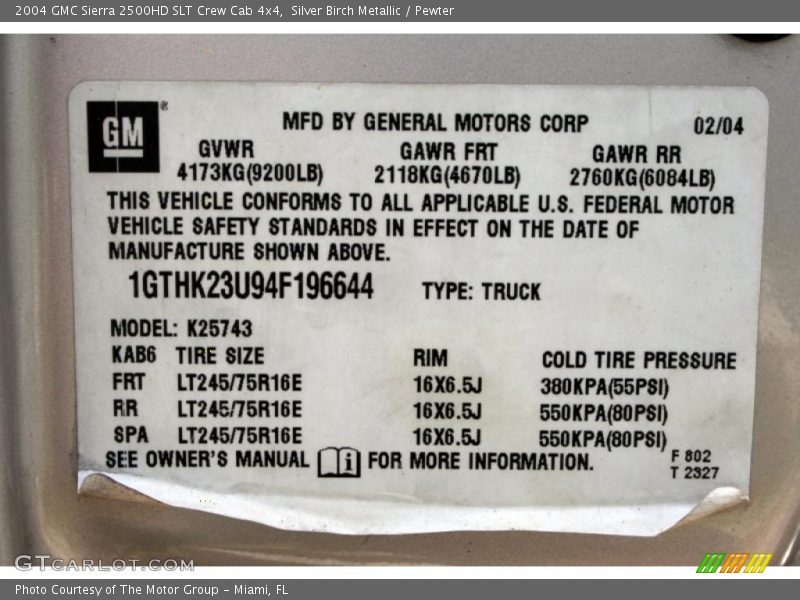 2004 GMC Sierra 2500HD SLT Crew Cab 4x4,  Silver Birch Metallic / Pewter
GM®
MFD BY GENERAL MOTORS CORP
02/04
GVWR GAWR FRT GAWR RR
4173KG(9200LB) 2118KG(4670LB) 2760KG(6084LB)
THIS VEHICLE CONFORMS TO ALL APPLICABLE U.S. FEDERAL MOTOR
VEHICLE SAFETY STANDARDS IN EFFECT ON THE DATE OF
MANUFACTURE SHOWN ABOVE.
1GTHK23U94F196644 TYPE: TRUCK
MODEL: K25743
KAB6 TIRE SIZE RIM COLD TIRE PRESSURE
FRT LT245/75R16E 16X6.5J 380KPA(55PSI)
RR LT245/75R16E 16X6.5J 550KPA(80PSI)
SPA LT245/75R16E 16X6.5J 550KPA(80PSI)
SEE OWNER'S MANUAL i FOR MORE INFORMATION.
F 802
T 2327
GTCARLOT.COM
Photo Courtesy of The Motor Group - Miami, FL